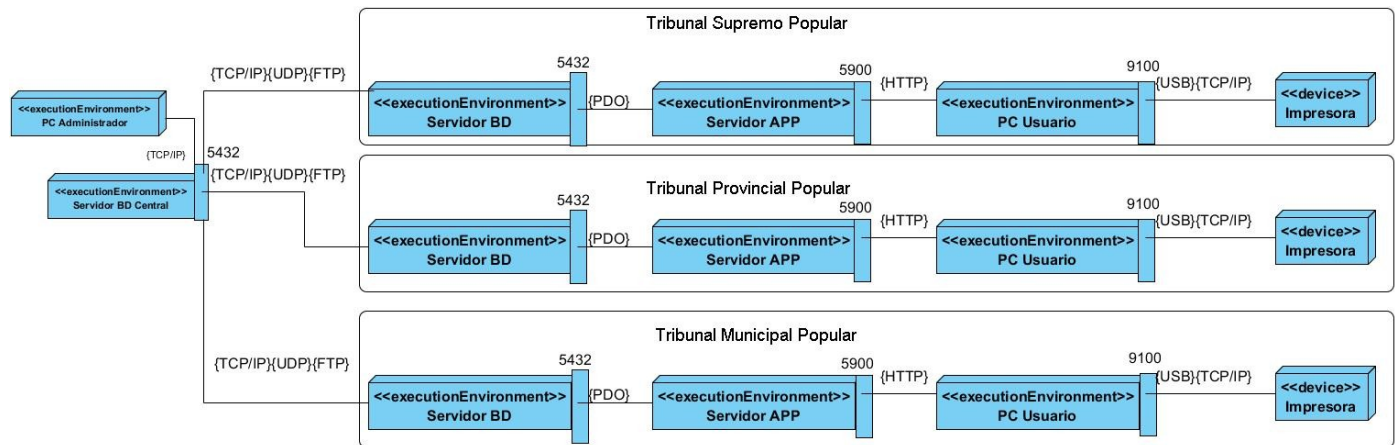 <<executionEnvironment>>
PC Administrador
{TCP/IP}
5432
<<executionEnvironment>>
Servidor BD Central
{TCP/IP}{UDP}{FTP}
{TCP/IP}{UDP}{FTP}
{TCP/IP}{UDP}{FTP}
Tribunal Supremo Popular
5432
<<executionEnvironment>>
Servidor BD
{PDO}
5900
<<executionEnvironment>>
Servidor APP
{HTTP}
9100
<<executionEnvironment>>
PC Usuario
{USB}{TCP/IP}
<<device>>
Impresora
Tribunal Provincial Popular
5432
<<executionEnvironment>>
Servidor BD
{PDO}
5900
<<executionEnvironment>>
Servidor APP
{HTTP}
9100
<<executionEnvironment>>
PC Usuario
{USB}{TCP/IP}
<<device>>
Impresora
Tribunal Municipal Popular
5432
<<executionEnvironment>>
Servidor BD
{PDO}
5900
<<executionEnvironment>>
Servidor APP
{HTTP}
9100
<<executionEnvironment>>
PC Usuario
{USB}{TCP/IP}
<<device>>
Impresora